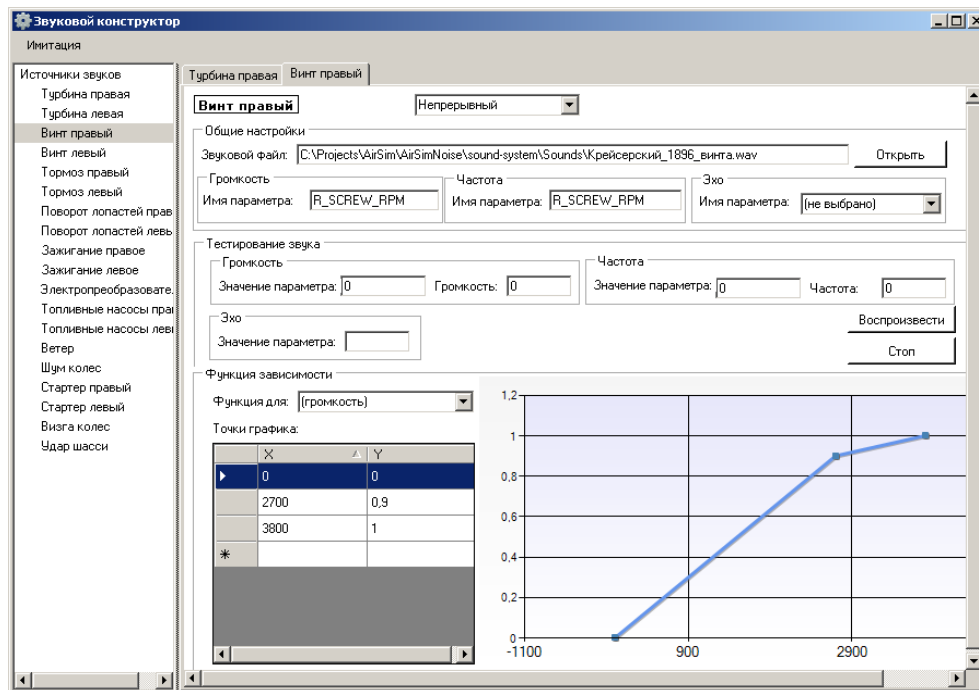 Звуковой конструктор
Имитация
Источники звуков
Турбина правая
Турбина левая
Винт правый
Винт левый
Тормоз правый
Тормоз левый
Поворот лопастей прав
Поворот лопастей левь
Зажигание правое
Зажигание левое
Электропреобразовате.
Топливные насосы пра
Топливные насосы леві
Ветер
Шум колес
Стартер правый
Стартер левый
Визга колес
Удар шасси
Турбина правая Винт правый
Винт правый Непрерывный
Общие настройки
Звуковой файл: C:\Projects\AirSim\AirSimNoise\sound-system\Sounds\Крейсерский_1896_винта.wav Открыть
Громкость Частота Эхо
Имя параметра: R_SCREW_RPM Имя параметра: R_SCREW_RPM Имя параметра: (не выбрано)
Тестирование звука
Громкость Частота
Значение параметра: 0 Громкость: 0 Значение параметра: 0 Частота: 0
Эхо
Значение параметра:
Воспроизвести
Стоп
Функция зависимости
Функция для: (громкость)
Точки графика:
X Y
0 0
2700 0,9
3800 1
1,2
1
0,8
0,6
0,4
0,2
0
-1100 900 2900